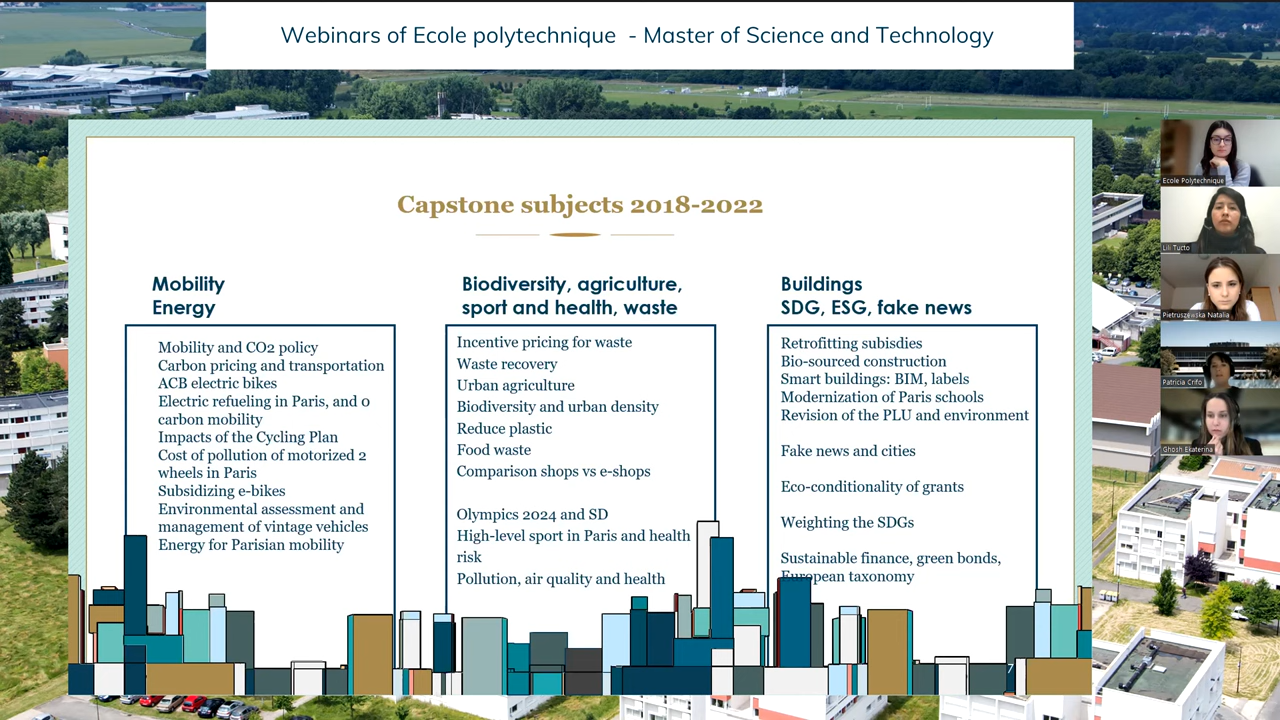 Webinars of Ecole polytechnique - Master of Science and Technology
Capstone subjects 2018-2022
Mobility
Energy
Mobility and CO2 policy
Carbon pricing and transportation
ACB electric bikes
Electric refueling in Paris, and 0
carbon mobility
Impacts of the Cycling Plan
Cost of pollution of motorized 2
wheels in Paris
Subsidizing e-bikes
Environmental assessment and
management of vintage vehicles
Energy for Parisian mobility
Biodiversity, agriculture,
sport and health, waste
Incentive pricing for waste
Waste recovery
Urban agriculture
Biodiversity and urban density
Reduce plastic
Food waste
Comparison shops vs e-shops
Olympics 2024 and SD
High-level sport in Paris and health
risk
Pollution, air quality and health
Buildings
SDG, ESG, fake news
Retrofitting subisdies
Bio-sourced construction
Smart buildings: BIM, labels
Modernization of Paris schools
Revision of the PLU and environment
Fake news and cities
Eco-conditionality of grants
Weighting the SDGs
Sustainable finance, green bonds,
European taxonomy
7
Ecole Polytechnique
Lili Tucto
Pietruszewska Natalia
Patricia Crifo
Ghosh Ekaterina